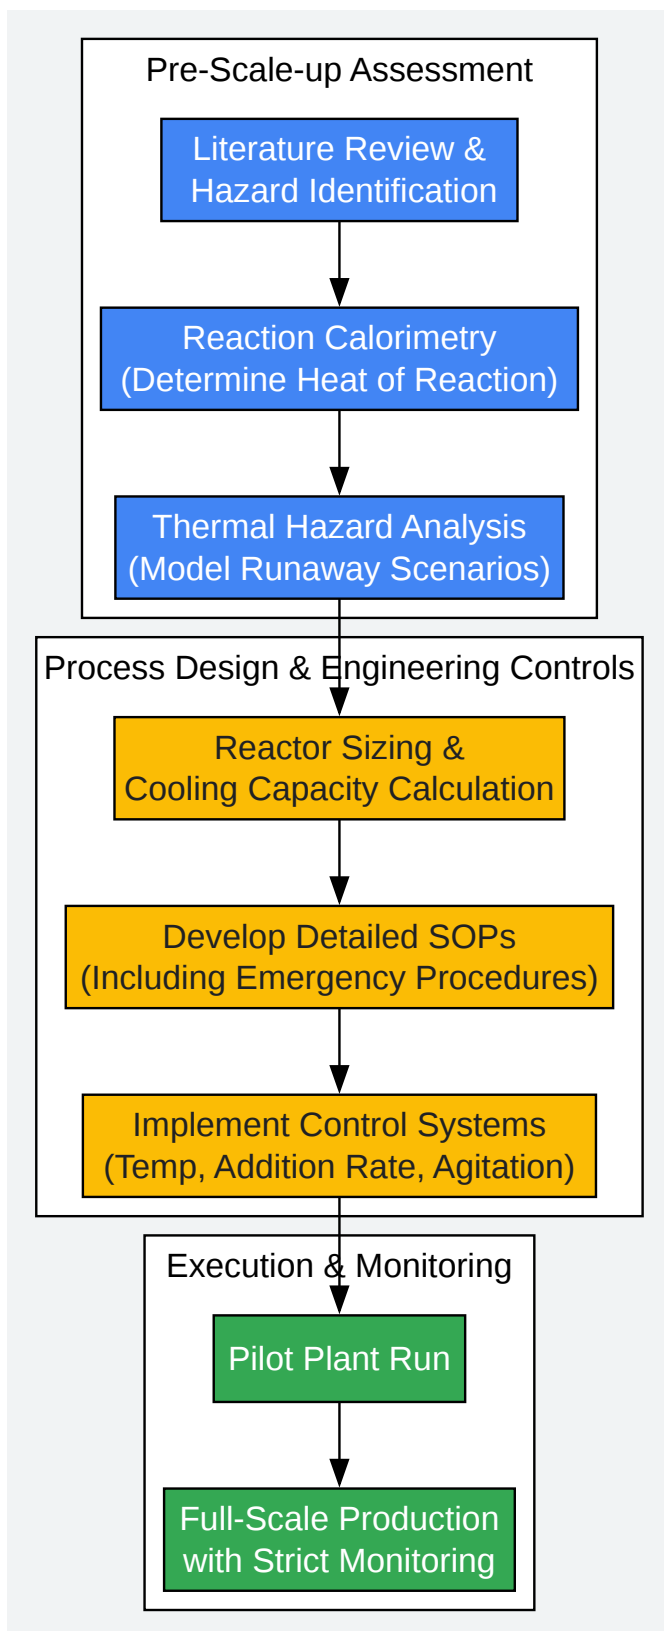 Pre-Scale-up Assessment
Literature Review &
Hazard Identification
Reaction Calorimetry
(Determine Heat of Reaction)
Thermal Hazard Analysis
(Model Runaway Scenarios)
Process Design & Engineering Controls
Reactor Sizing &
Cooling Capacity Calculation
Develop Detailed SOPs
(Including Emergency Procedures)
Implement Control Systems
(Temp, Addition Rate, Agitation)
Execution & Monitoring
Pilot Plant Run
Full-Scale Production
with Strict Monitoring